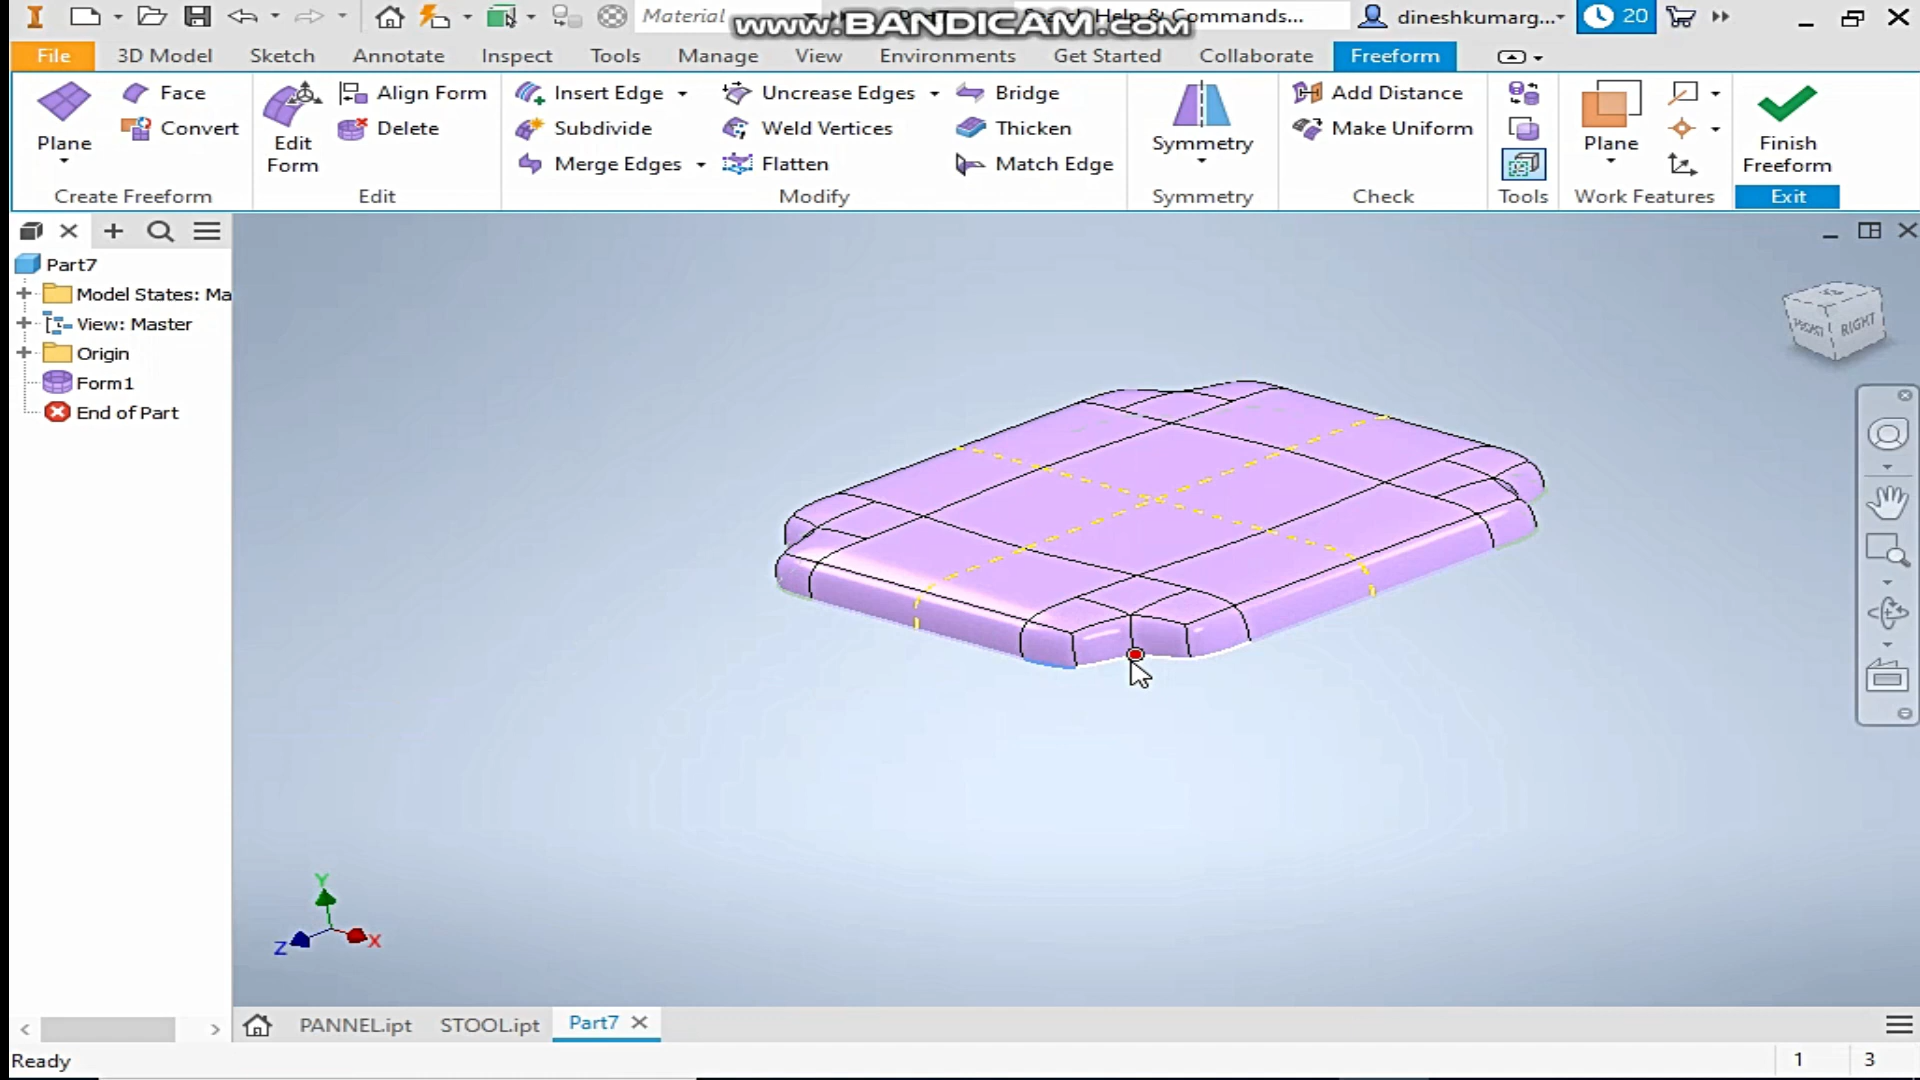 Material
www.BANDICAM.com
Search Help & Commands...
dineshkumarg...
20
File
3D Model
Sketch
Annotate
Inspect
Tools
Manage
View
Environments
Get Started
Collaborate
Freeform
Plane
Face
Convert
Create Freeform
Edit Form
Align Form
Delete
Edit
Insert Edge
Subdivide
Merge Edges
Uncrease Edges
Weld Vertices
Flatten
Bridge
Thicken
Match Edge
Modify
Symmetry
Symmetry
Add Distance
Make Uniform
Check
Tools
Plane
Work Features
Finish Freeform
Exit
Part7
Model States: Ma
View: Master
Origin
Form1
End of Part
RIGHT
Y
Z
X
PANNEL.ipt
STOOL.ipt
Part7
Ready
1
3